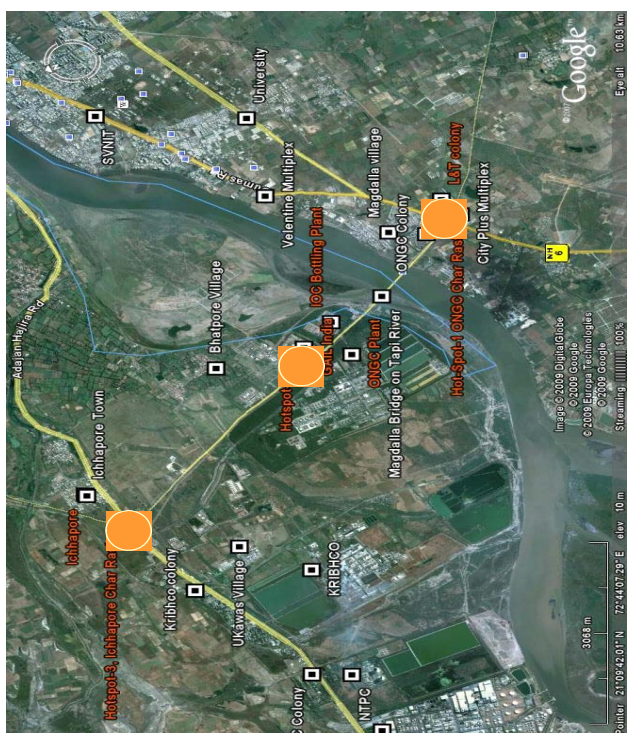 SVNIT
University
umas R
Velentine Multiplex
Magdalla village
ONGC Colony
L&T colony
City Plus Multiplex
NH
6
Hot-Spot-1 ONGC Char Ras
Adajan Hajira Rd
Bhatpore Village
IOC Bottling Plant
GAIL India
Hotspot
ONGC Plant
Magdalla Bridge on Tapi River
Ichhapore Town
Ichhapore
Hotspot-3, Ichhapore Char Ra
Kribhco colony
UKawas Village
KRIBHCO
C Colony
NTPC
3068 m
Image © 2009 DigitalGlobe
© 2009 Google
© 2009 Europa Technologies
© 2009 Google
Google
Pointer 21°09'42.01" N 72°44'07.29" E elev 10 m
Streaming 100%
Eye alt 10.63 km